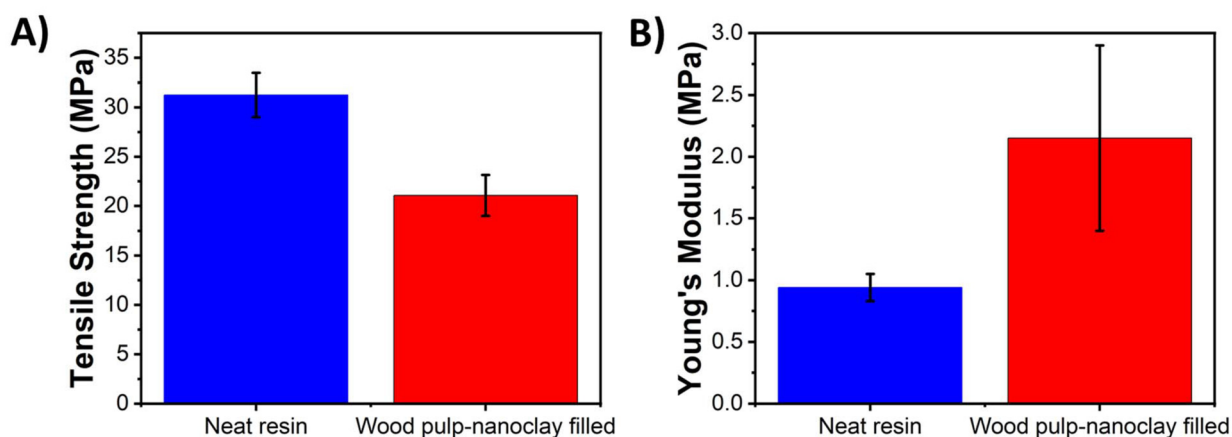 A)
Tensile Strength (MPa)
35
30
25
20
15
10
5
0
Neat resin
Wood pulp-nanoclay filled
B)
Young's Modulus (MPa)
3.0
2.5
2.0
1.5
1.0
0.5
0.0
Neat resin
Wood pulp-nanoclay filled